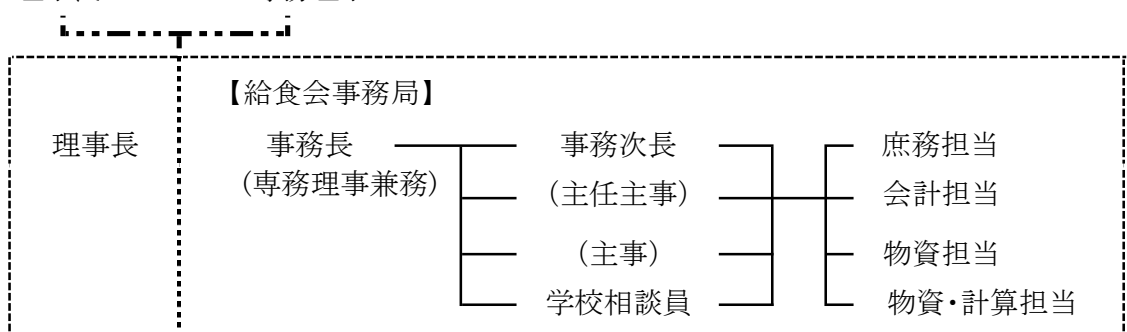 【給食会事務局】
理事長 事務長 事務次長 庶務担当
(専務理事兼務) (主任主事) 会計担当
(主事) 物資担当
学校相談員 物資・計算担当